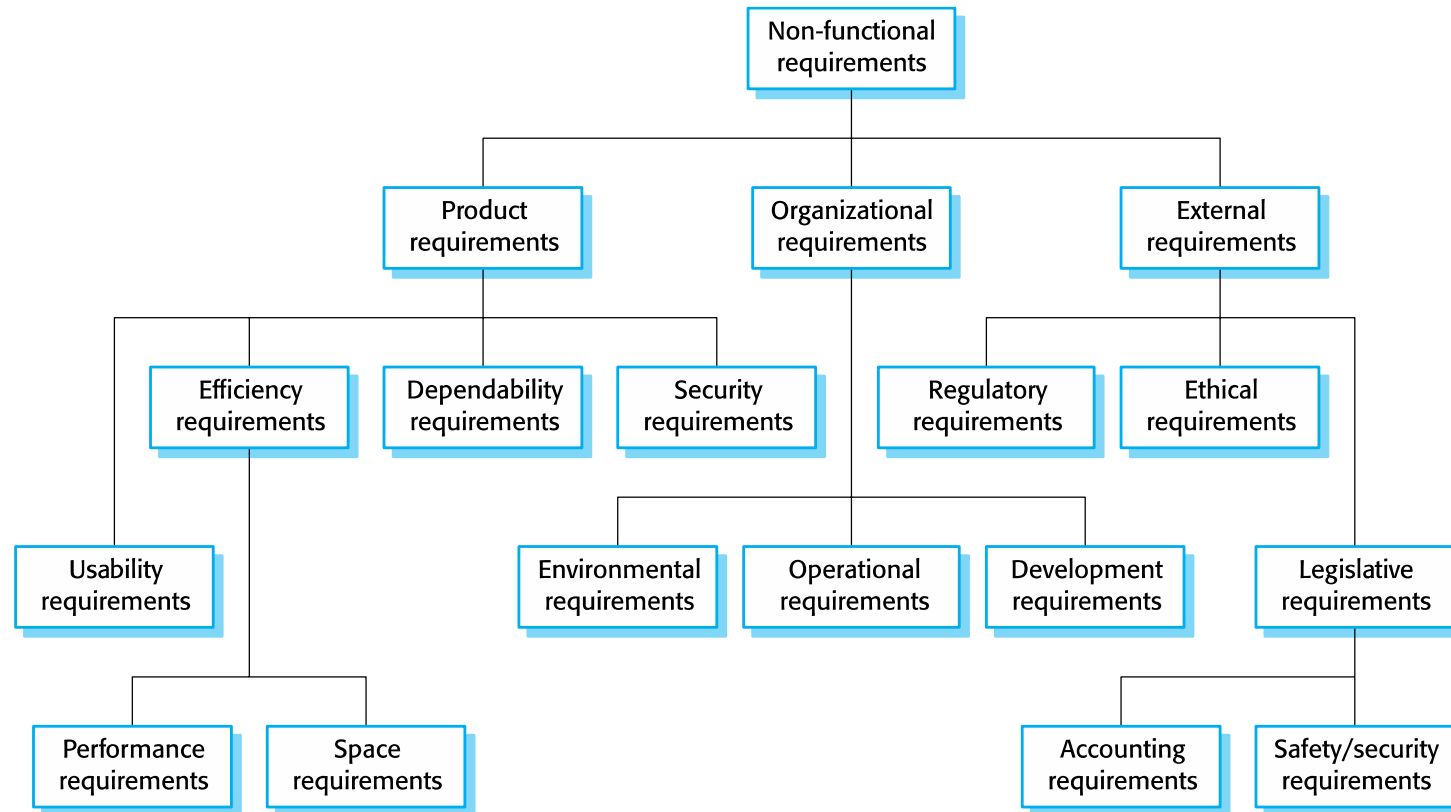 Non-functional
requirements
Product
requirements
Organizational
requirements
External
requirements
Efficiency
requirements
Dependability
requirements
Security
requirements
Regulatory
requirements
Ethical
requirements
Usability
requirements
Environmental
requirements
Operational
requirements
Development
requirements
Legislative
requirements
Performance
requirements
Space
requirements
Accounting
requirements
Safety/security
requirements